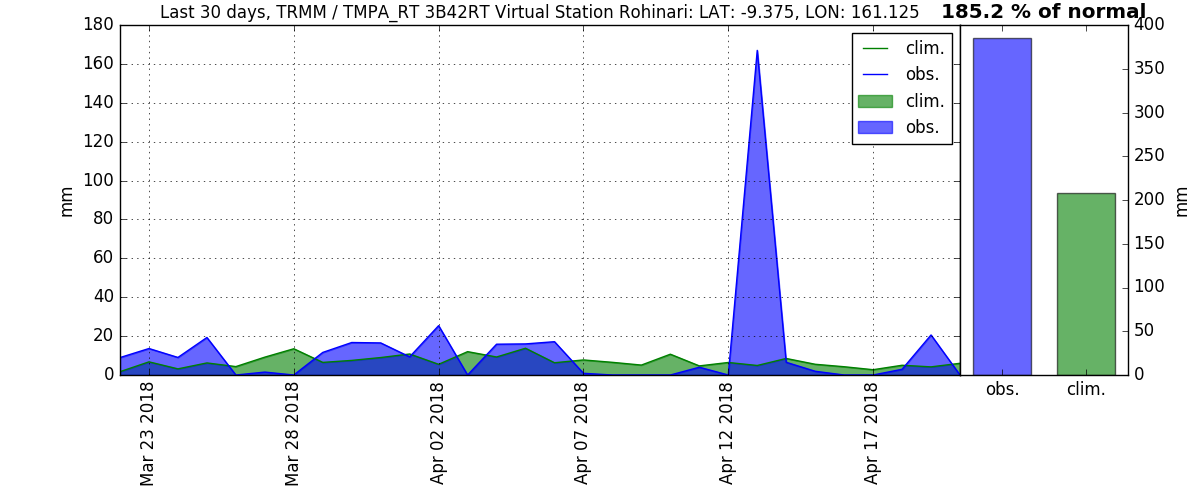 Last 30 days, TRMM / TMPA_RT 3B42RT Virtual Station Rohinari: LAT: -9.375, LON: 161.125
185.2 % of normal
180
160
140
120
100
80
60
40
20
0
mm
clim.
obs.
clim.
obs.
Mar 23 2018
Mar 28 2018
Apr 02 2018
Apr 07 2018
Apr 12 2018
Apr 17 2018
400
350
300
250
200
150
100
50
0
mm
obs.
clim.